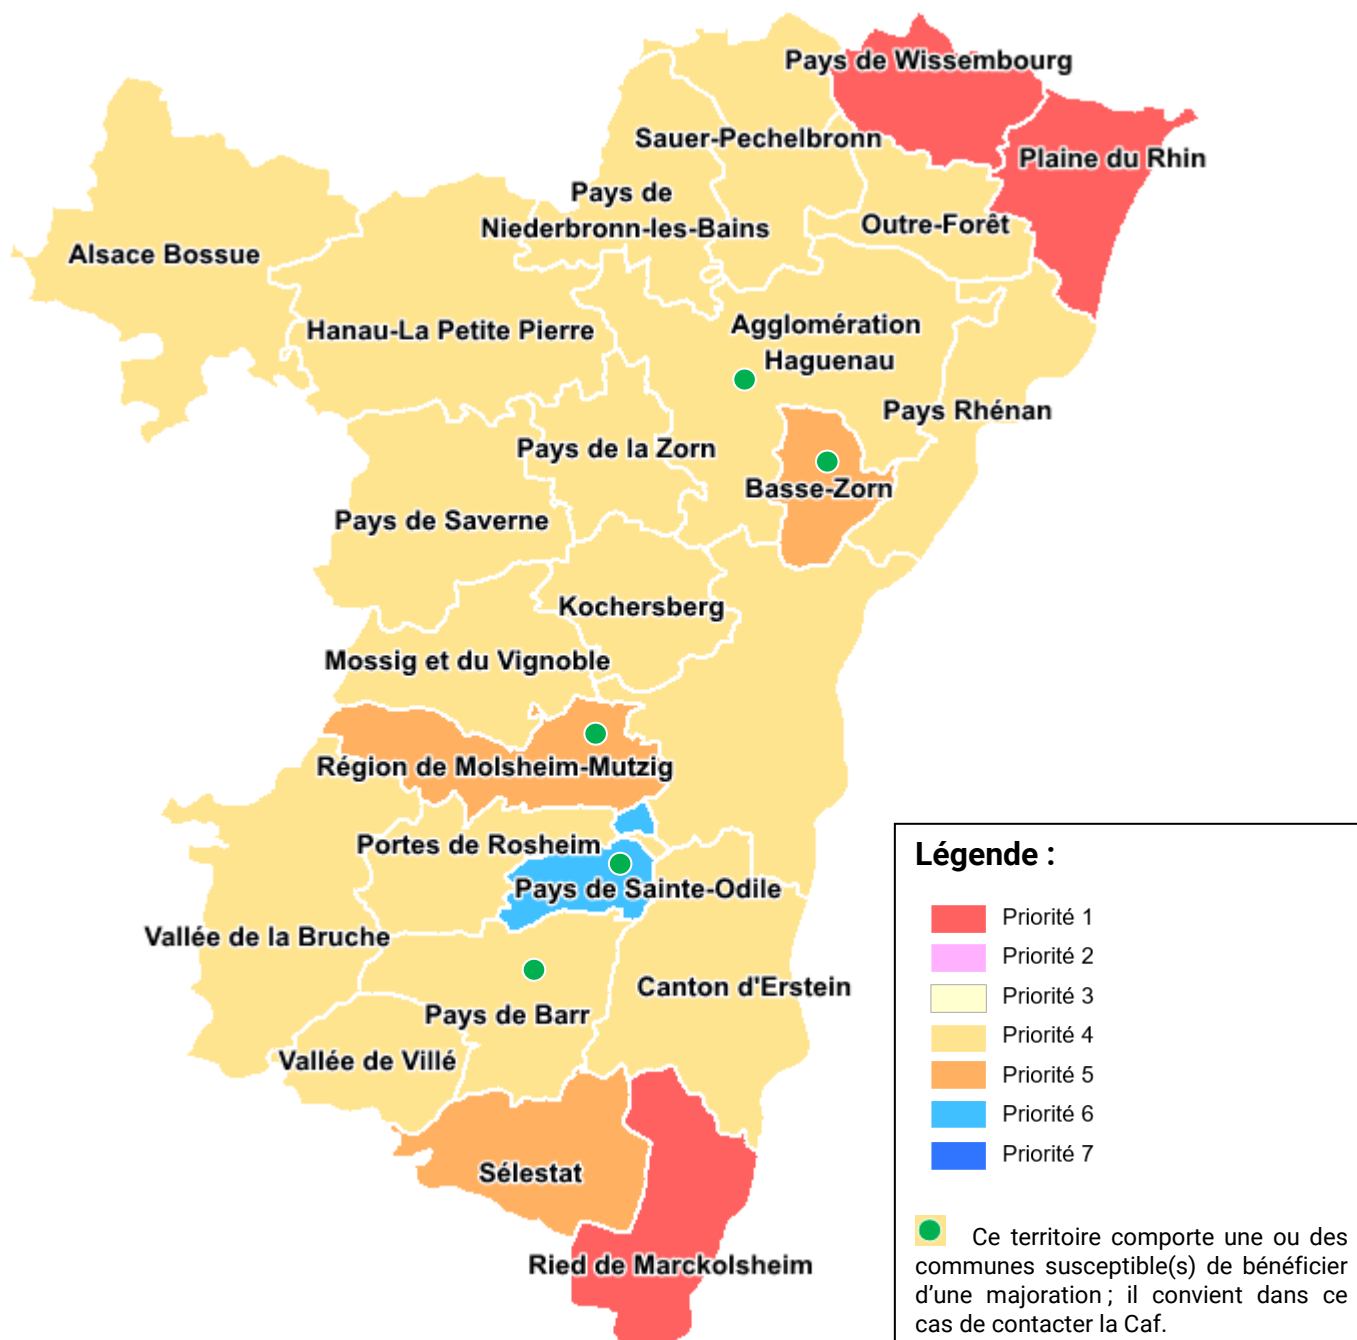 Pays de Wissembourg
Sauer-Pechelbronn
Plaine du Rhin
Pays de
Niederbronn-les-Bains
Outre-Forêt
Alsace Bossue
Hanau-La Petite Pierre
Agglomération
Haguenau
Pays Rhénan
Pays de la Zorn
Basse-Zorn
Pays de Saverne
Kochersberg
Mossig et du Vignoble
Région de Molsheim-Mutzig
Portes de Rosheim
Pays de Sainte-Odile
Vallée de la Bruche
Canton d'Erstein
Pays de Barr
Vallée de Villé
Sélestat
Ried de Marckolsheim
Légende :
Priorité 1
Priorité 2
Priorité 3
Priorité 4
Priorité 5
Priorité 6
Priorité 7
Ce territoire comporte une ou des
communes susceptible(s) de bénéficier
d’une majoration ; il convient dans ce
cas de contacter la Caf.